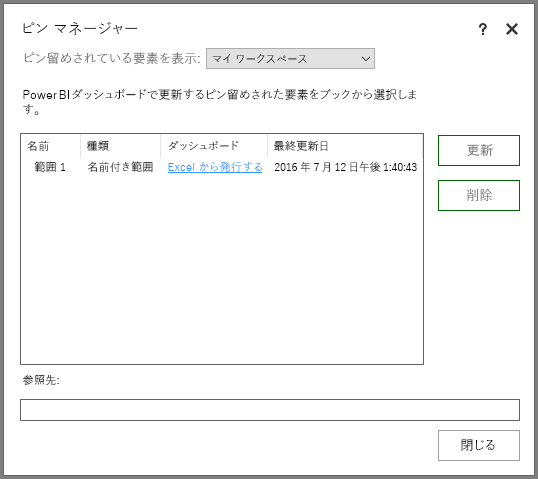 ピン マネージャー
ピン留めされている要素を表示: マイ ワークスペース
Power BIダッシュボードで更新するピン留めされた要素をブックから選択しま
す。
名前 種類 ダッシュボード 最終更新日
範囲 1 名前付き範囲 Excel から発行する 2016 年 7 月 12 日午後 1:40:43
更新
削除
参照先:
閉じる